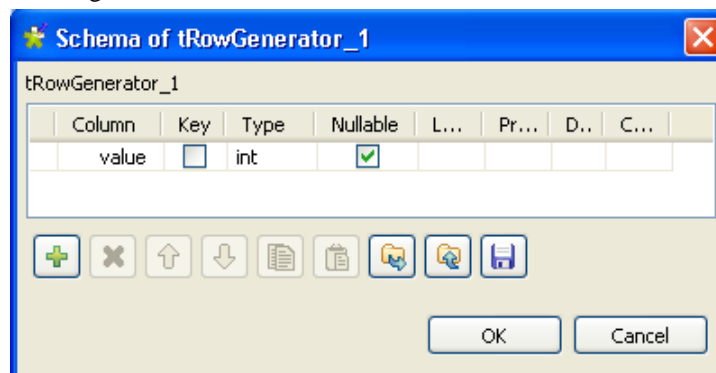 Schema of tRowGenerator_1
tRowGenerator_1
Column Key Type Nullable L... Pr... D.. C...
value int
OK Cancel